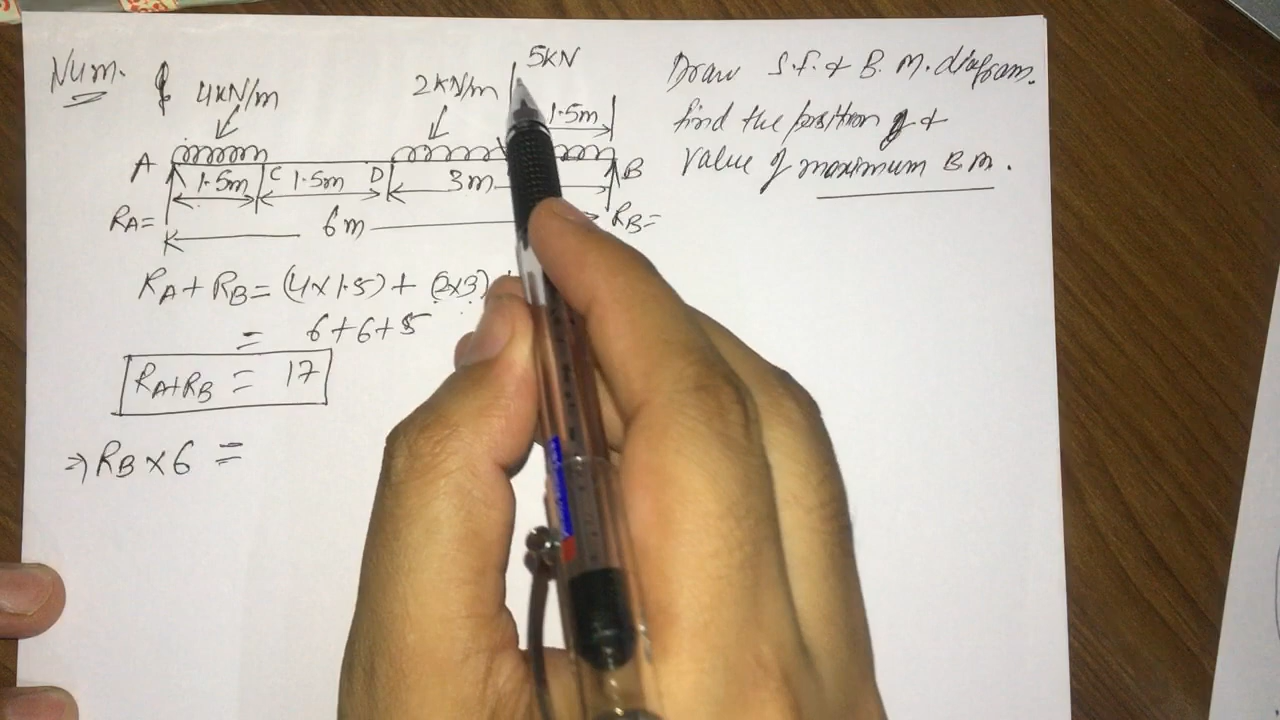 Num.
4kN/m
2kN/m
5kN
1.5m
A
1.5m
C
1.5m
D
3m
B
RA=
6m
RB=
RA+RB= (4×1.5)+(2×3)
= 6+6+5
RA+RB = 17
⇒RB×6 =
Draw S.f. & B.M. diagram.
find the position of &
value of maximum B.M.